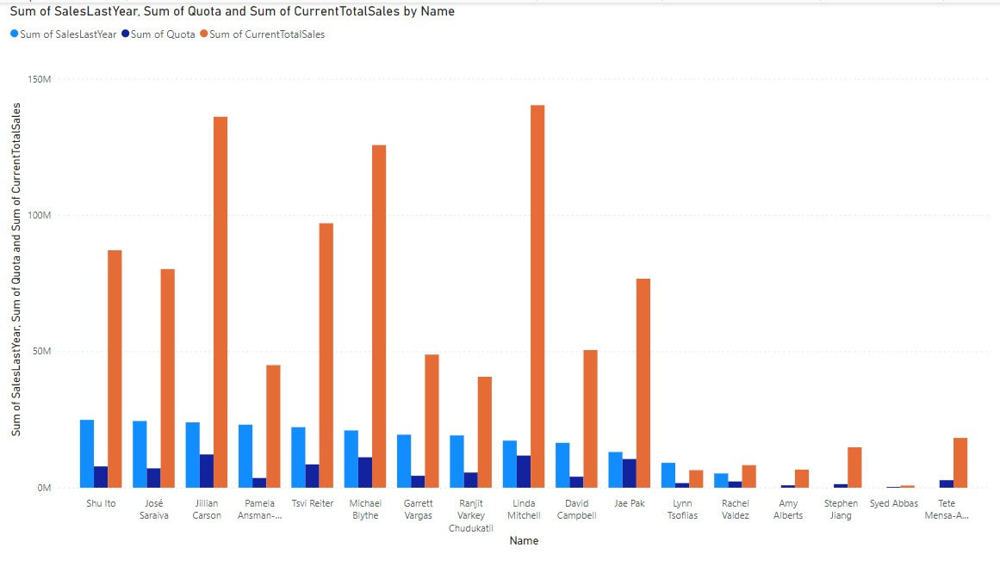 Sum of SalesLastYear, Sum of Quota and Sum of CurrentTotalSales by Name
Sum of SalesLastYear Sum of Quota Sum of CurrentTotalSales
Sum of SalesLastYear, Sum of Quota and Sum of CurrentTotalSales
150M
100M
50M
0M
Shu Ito
José
Saraiva
Jillian
Carson
Pamela
Ansman-...
Tsvi Reiter
Michael
Blythe
Garrett
Vargas
Ranjit
Varkey
Chudukatil
Linda
Mitchell
David
Campbell
Jae Pak
Lynn
Tsoflias
Rachel
Valdez
Amy
Alberts
Stephen
Jiang
Syed Abbas
Tete
Mensa-A...
Name